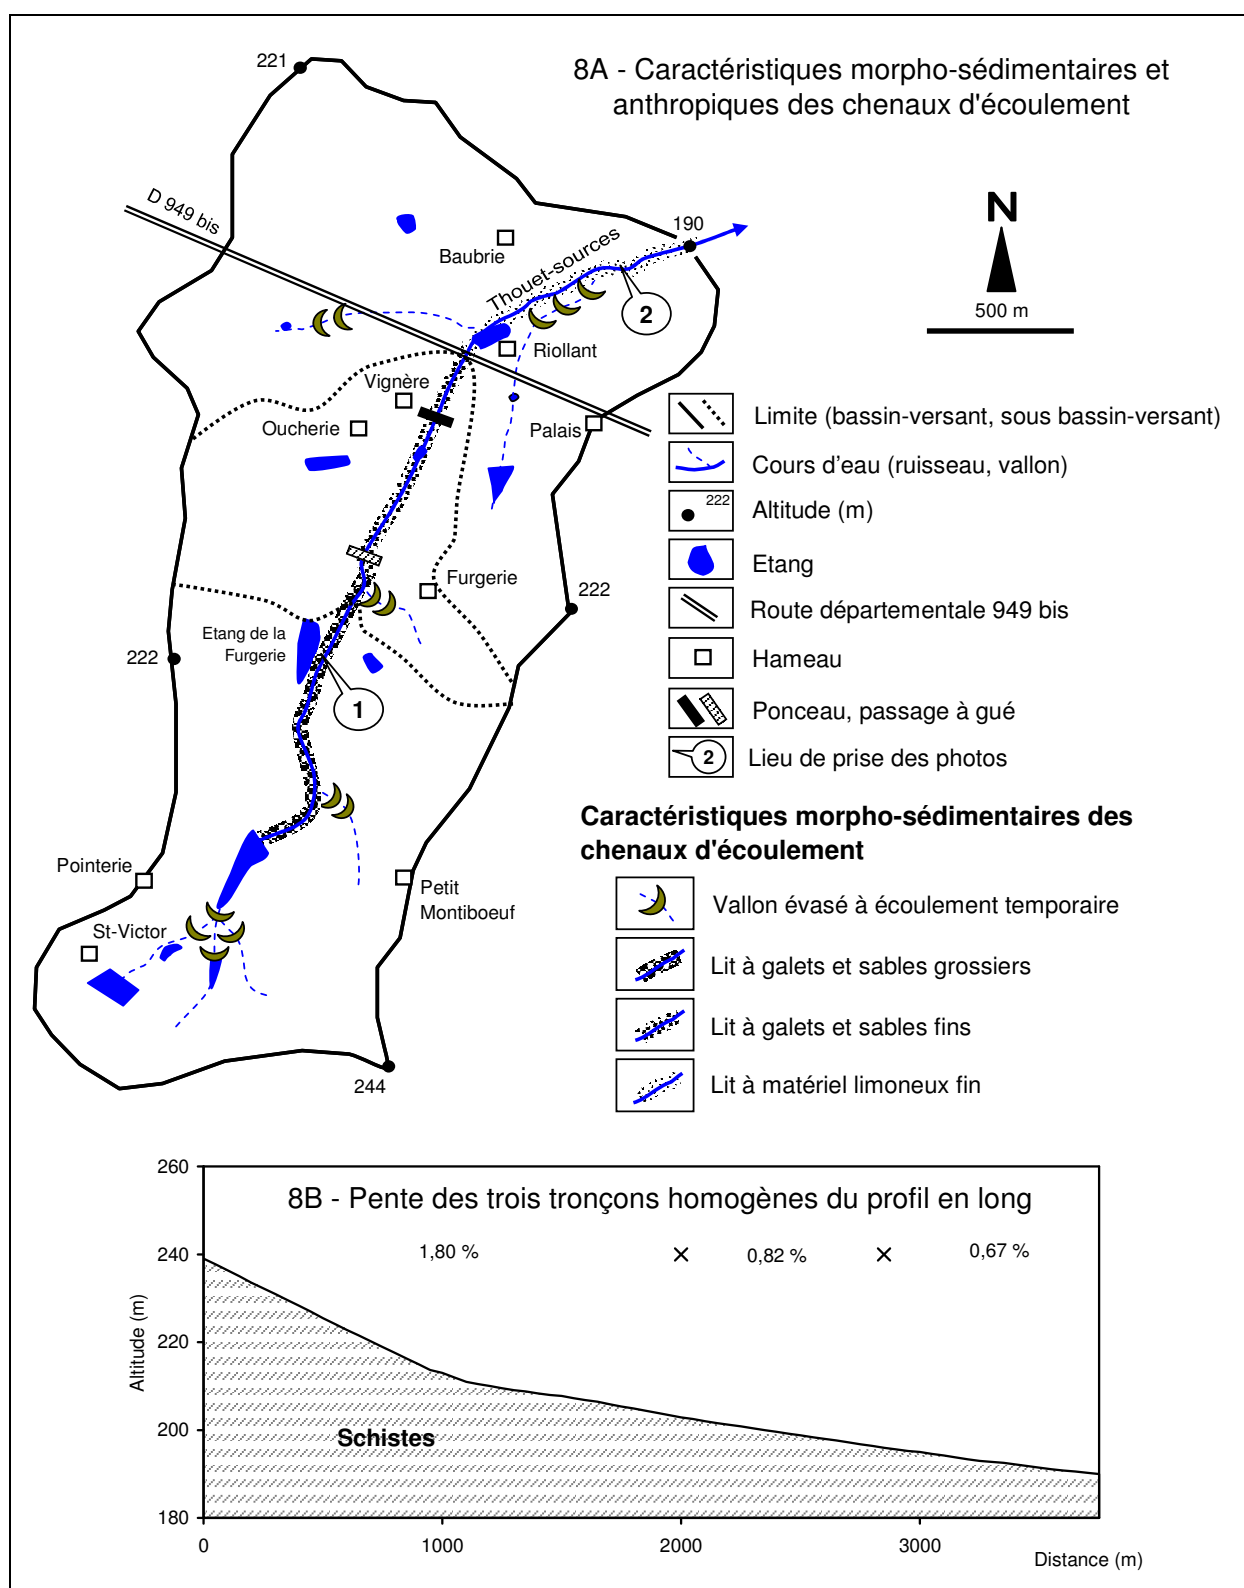 8A - Caractéristiques morpho-sédimentaires et
anthropiques des chenaux d'écoulement
221
D 949 bis
190
N
500 m
Baubrie
Thouet-sources
2
Riollant
Vignère
Oucherie
Palais
Furgerie
222
Etang de la
Furgerie
222
1
Pointerie
Petit
Montiboeuf
St-Victor
244
Limite (bassin-versant, sous bassin-versant)
Cours d'eau (ruisseau, vallon)
222
Altitude (m)
Etang
Route départementale 949 bis
Hameau
Ponceau, passage à gué
2
Lieu de prise des photos
Caractéristiques morpho-sédimentaires des
chenaux d'écoulement
Vallon évasé à écoulement temporaire
Lit à galets et sables grossiers
Lit à galets et sables fins
Lit à matériel limoneux fin
8B - Pente des trois tronçons homogènes du profil en long
1,80 %
0,82 %
0,67 %
260
240
220
200
180
Altitude (m)
Schistes
0
1000
2000
3000
Distance (m)